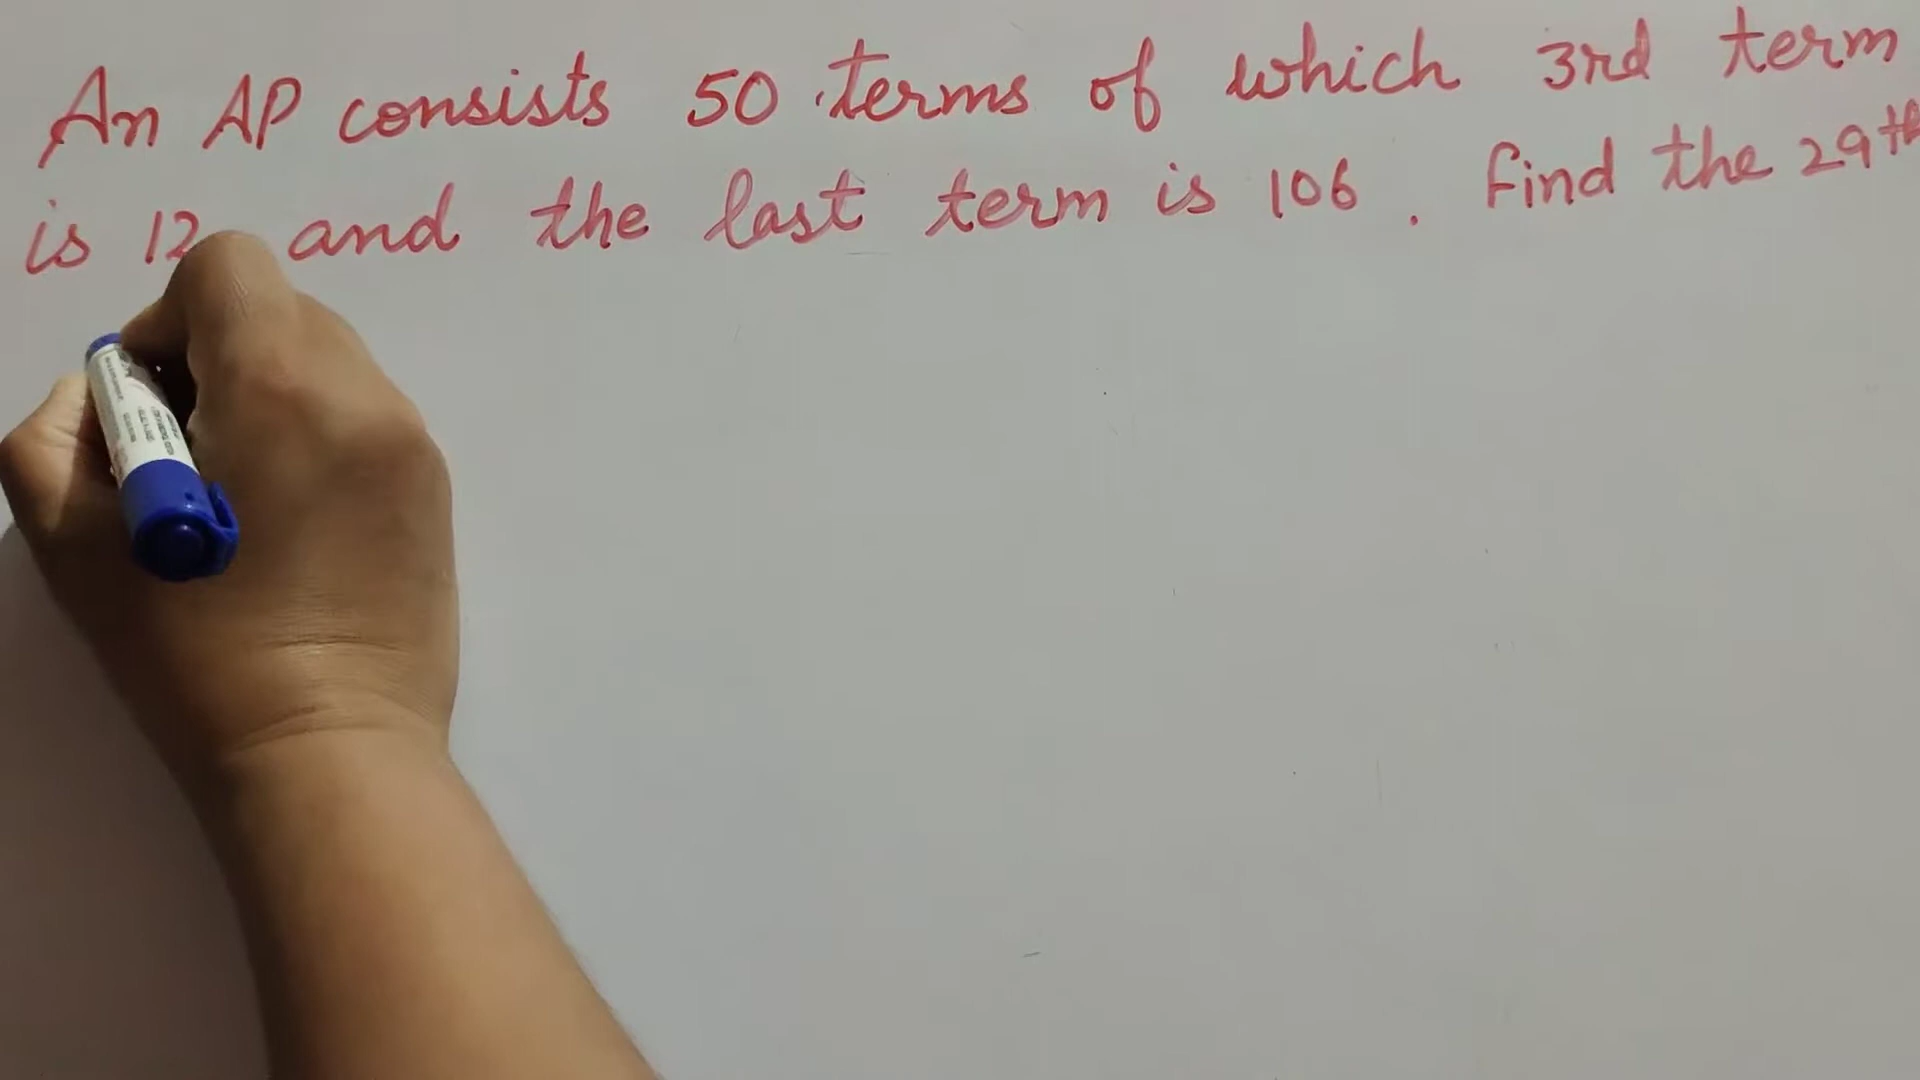 An AP consists 50 terms of which 3rd term
is 12 and the last term is 106 . Find the 29th